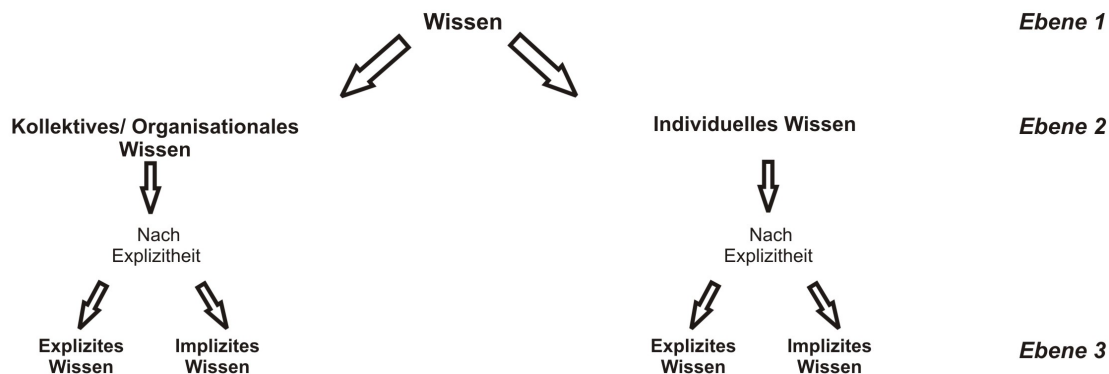 Wissen
Ebene 1
Kollektives/ Organisationales
Wissen
Individuelles Wissen
Ebene 2
Nach
Explizitheit
Nach
Explizitheit
Explizites
Wissen
Implizites
Wissen
Explizites
Wissen
Implizites
Wissen
Ebene 3